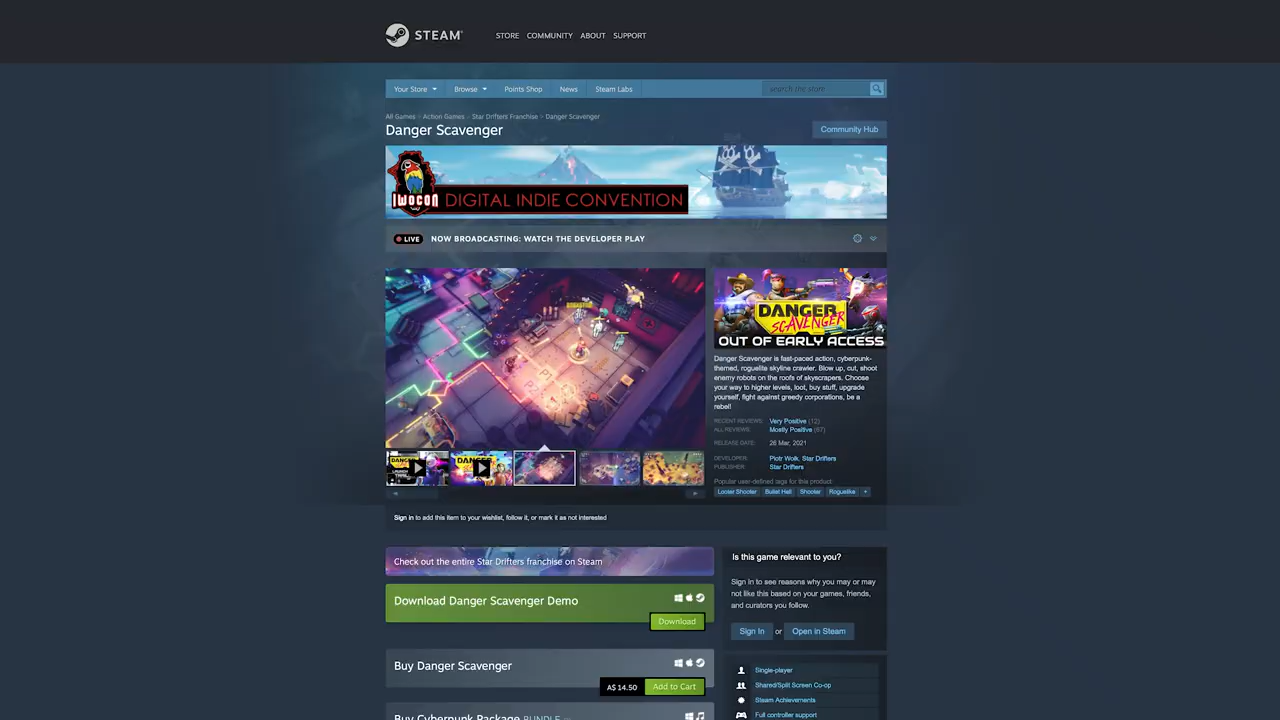 STEAM
STORE COMMUNITY ABOUT SUPPORT
Your Store Browse Points Shop News Steam Labs
search the store
All Games > Action Games > Star Drifters Franchise > Danger Scavenger
Danger Scavenger
Community Hub
IWOCON
DIGITAL INDIE CONVENTION
LIVE
NOW BROADCASTING: WATCH THE DEVELOPER PLAY
DANGER
SCAVENGER
OUT OF EARLY ACCESS
Danger Scavenger is fast-paced action, cyberpunk-
themed, roguelite skyline crawler. Blow up, cut, shoot
enemy robots on the roofs of skyscrapers. Choose
your way to higher levels, loot, buy stuff, upgrade
yourself, fight against greedy corporations, be a
rebel!
RECENT REVIEWS: Very Positive (12)
ALL REVIEWS: Mostly Positive (97)
RELEASE DATE: 26 Mar, 2021
DEVELOPER: Piotr Wolk, Star Drifters
PUBLISHER: Star Drifters
Popular user-defined tags for this product:
Looter Shooter Bullet Hell Shooter Roguelike +
Sign in to add this item to your wishlist, follow it, or mark it as not interested
Check out the entire Star Drifters franchise on Steam
Download Danger Scavenger Demo
Download
Buy Danger Scavenger
A$ 14.50 Add to Cart
Buy Cyberpunk Package BUNDLE
Is this game relevant to you?
Sign In to see reasons why you may or may
not like this based on your games, friends,
and curators you follow.
Sign In or Open in Steam
Single-player
Shared/Split Screen Co-op
Steam Achievements
Full controller support